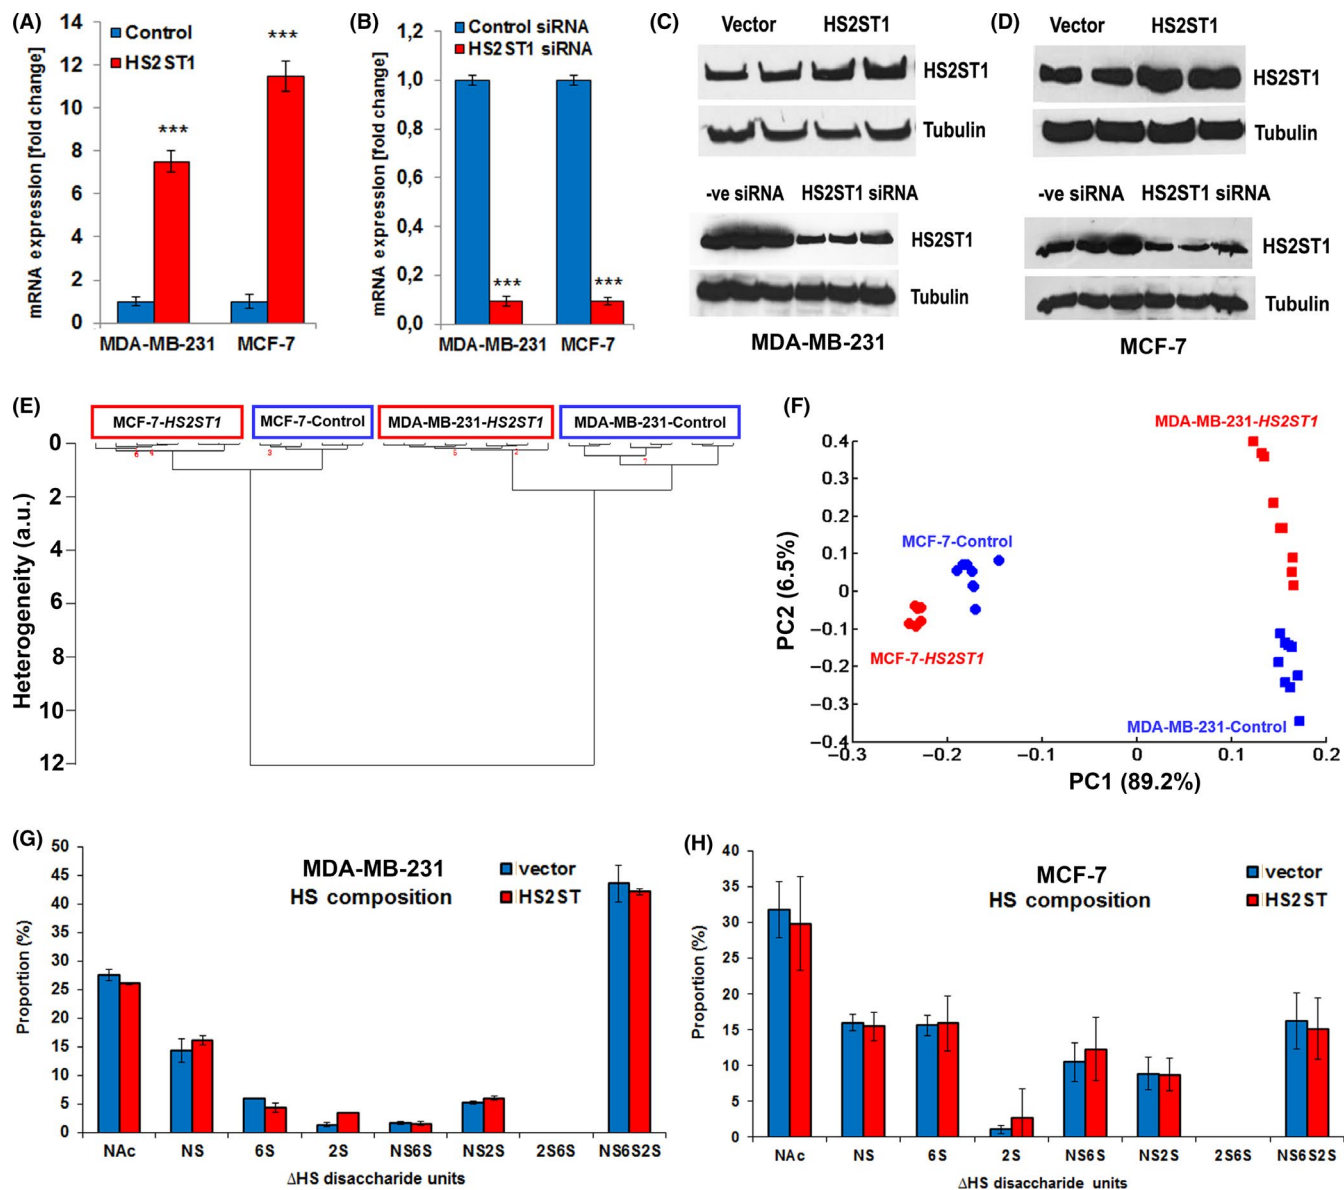 (A)
14
12
10
8
6
4
2
0
mRNA expression [fold change]
Control
HS2ST1
***
***
MDA-MB-231
MCF-7
(B)
1,2
1,0
0,8
0,6
0,4
0,2
0,0
mRNA expression [fold change]
Control siRNA
HS2ST1 siRNA
***
***
MDA-MB-231
MCF-7
(C)
Vector
HS2ST1
HS2ST1
Tubulin
-ve siRNA
HS2ST1 siRNA
HS2ST1
Tubulin
MDA-MB-231
(D)
Vector
HS2ST1
HS2ST1
Tubulin
-ve siRNA
HS2ST1 siRNA
HS2ST1
Tubulin
MCF-7
(E)
MCF-7-HS2ST1
MCF-7-Control
MDA-MB-231-HS2ST1
MDA-MB-231-Control
0
2
4
6
8
10
12
Heterogeneity (a.u.)
3
7
(F)
MDA-MB-231-HS2ST1
MCF-7-Control
MCF-7-HS2ST1
MDA-MB-231-Control
0.4
0.3
0.2
0.1
0
−0.1
−0.2
−0.3
−0.4
PC2 (6.5%)
−0.3
−0.2
−0.1
0
0.1
0.2
PC1 (89.2%)
(G)
MDA-MB-231
HS composition
vector
HS2ST
50
45
40
35
30
25
20
15
10
5
0
Proportion (%)
NAc
NS
6S
2S
NS6S
NS2S
2S6S
NS6S2S
ΔHS disaccharide units
(H)
MCF-7
HS composition
vector
HS2ST
40
35
30
25
20
15
10
5
0
Proportion (%)
NAc
NS
6S
2S
NS6S
NS2S
2S6S
NS6S2S
ΔHS disaccharide units